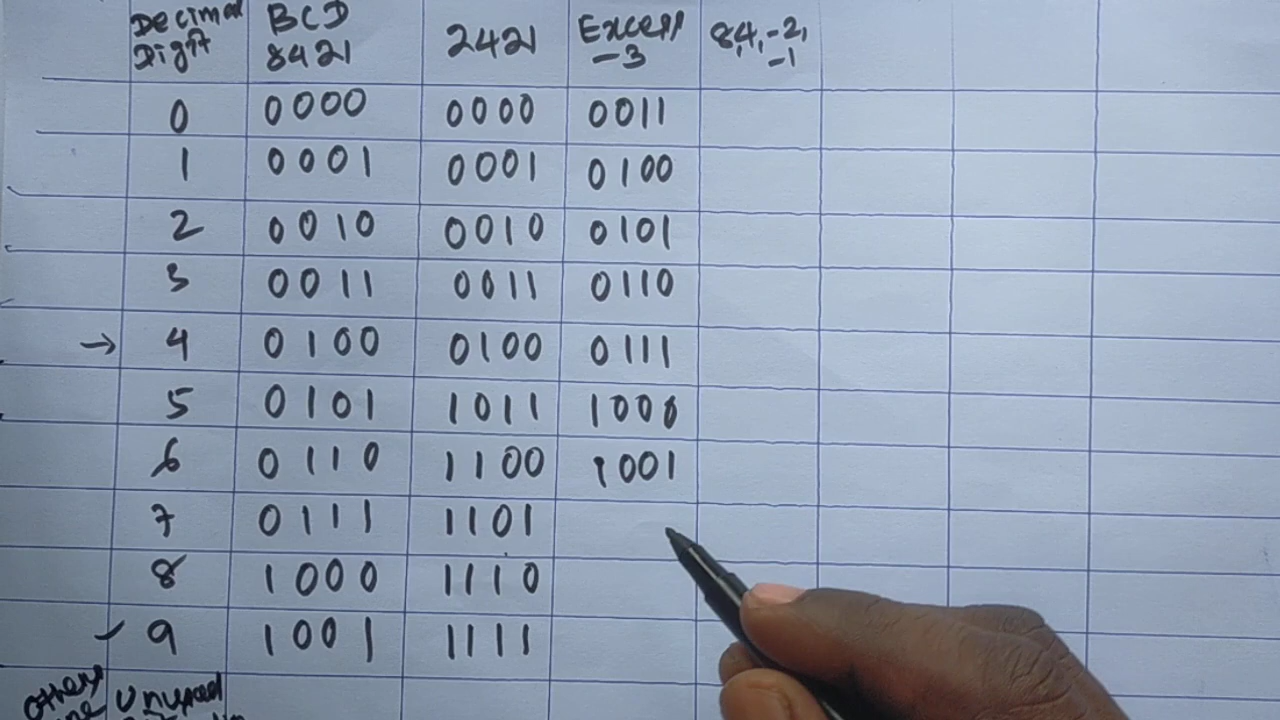 Decimal Digit BCD 8421 2421 Excess -3 8,4,-2, -1
0 0000 0000 0011
1 0001 0001 0100
2 0010 0010 0101
3 0011 0011 0110
→ 4 0100 0100 0111
5 0101 1011 1000
6 0110 1100 1001
7 0111 1101
8 1000 1110
9 1001 1111
Unused